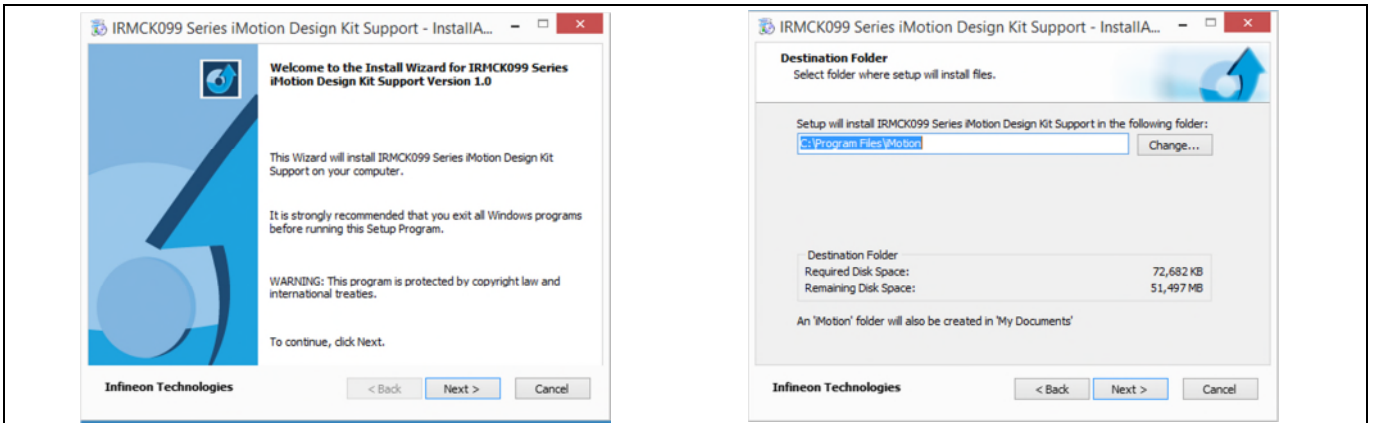 IRMCK099 Series iMotion Design Kit Support - InstallA...
Welcome to the Install Wizard for IRMCK099 Series
iMotion Design Kit Support Version 1.0
This Wizard will install IRMCK099 Series iMotion Design Kit
Support on your computer.
It is strongly recommended that you exit all Windows programs
before running this Setup Program.
WARNING: This program is protected by copyright law and
international treaties.
To continue, click Next.
Infineon Technologies
< Back Next > Cancel
IRMCK099 Series iMotion Design Kit Support - InstallA...
Destination Folder
Select folder where setup will install files.
Setup will install IRMCK099 Series iMotion Design Kit Support in the following folder:
C:\Program Files\iMotion
Change...
Destination Folder
Required Disk Space: 72,682 KB
Remaining Disk Space: 51,497 MB
An 'iMotion' folder will also be created in 'My Documents'
Infineon Technologies
< Back Next > Cancel